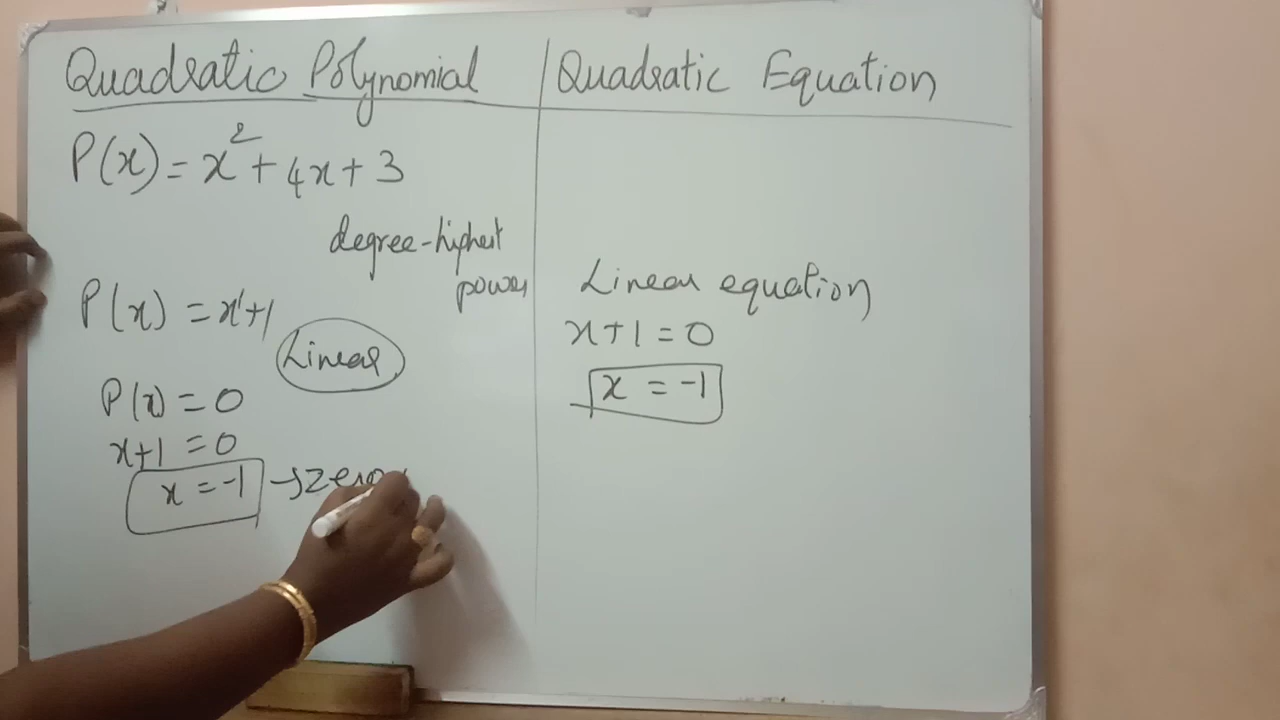 Quadratic Polynomial
P(x) = x² + 4x + 3
degree - highest
power
P(x) = x¹+1
Linear
P(x) = 0
x+1 = 0
x = -1 → zero
Quadratic Equation
Linear equation
x+1 = 0
x = -1